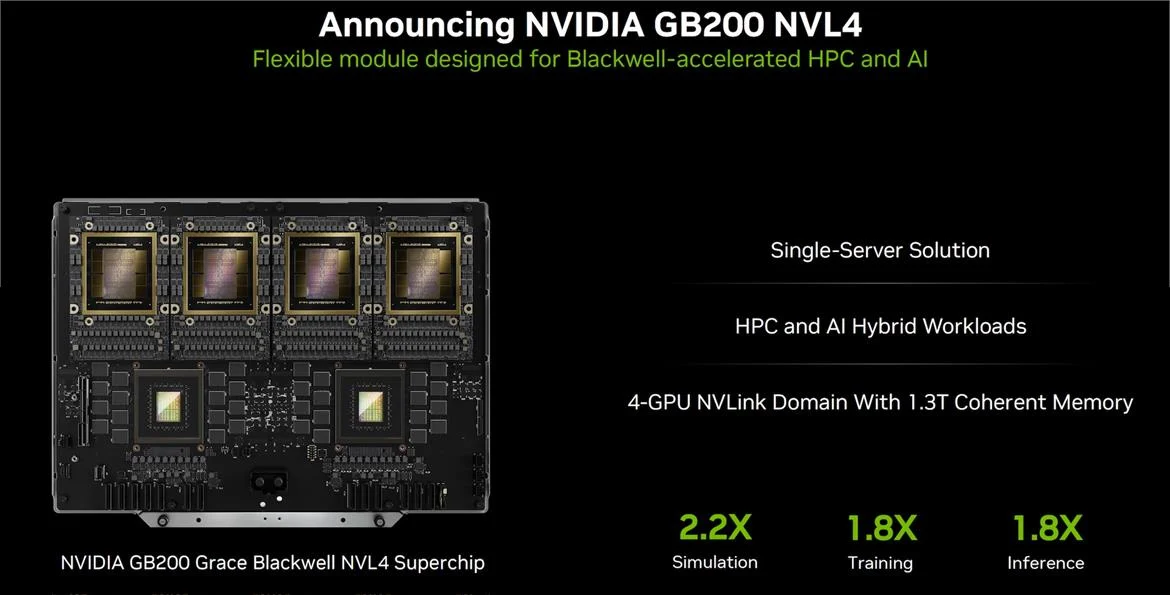 Announcing NVIDIA GB200 NVL4
Flexible module designed for Blackwell-accelerated HPC and AI
Single-Server Solution
HPC and AI Hybrid Workloads
4-GPU NVLink Domain With 1.3T Coherent Memory
2.2X
Simulation
1.8X
Training
1.8X
Inference
NVIDIA GB200 Grace Blackwell NVL4 Superchip